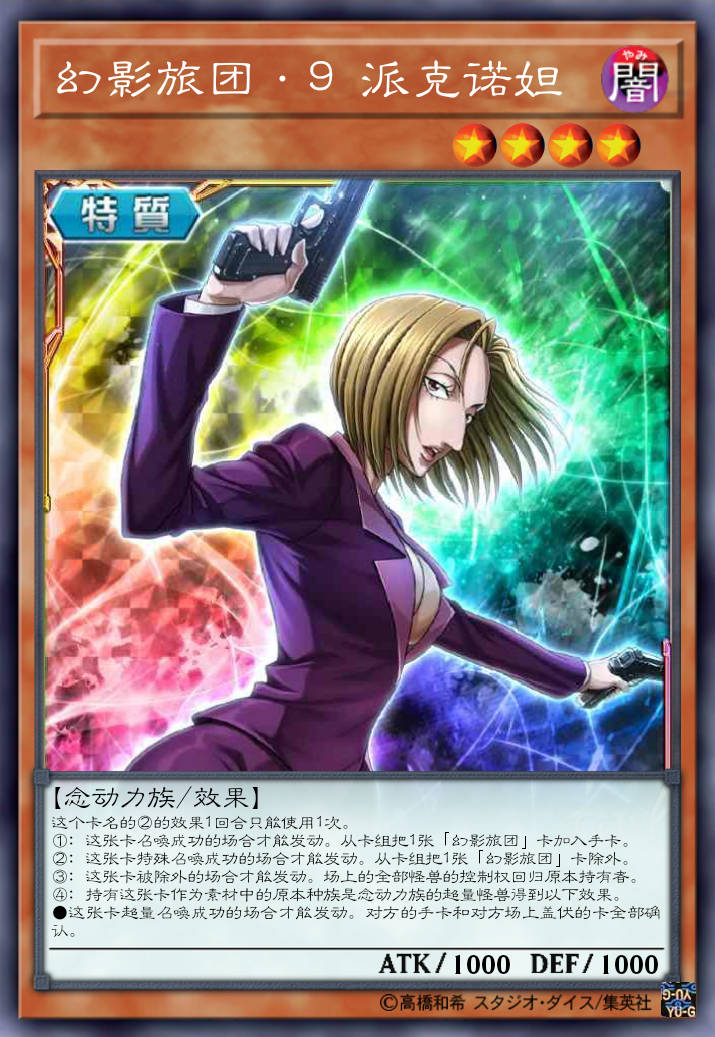 幻影旅团·9 派克诺妲
やみ
闇
特質
【念动力族/效果】
这个卡名的②的效果1回合只能使用1次。
①：这张卡召唤成功的场合才能发动。从卡组把1张「幻影旅团」卡加入手卡。
②：这张卡特殊召唤成功的场合才能发动。从卡组把1张「幻影旅团」卡除外。
③：这张卡被除外的场合才能发动。场上的全部怪兽的控制权回归原本持有者。
④：持有这张卡作为素材中的原本种族是念动力族的超量怪兽得到以下效果。
●这张卡超量召唤成功的场合才能发动。对方的手卡和对方场上盖伏的卡全部确
认。
ATK/1000 DEF/1000
©高橋和希 スタジオ・ダイス/集英社
YU-G